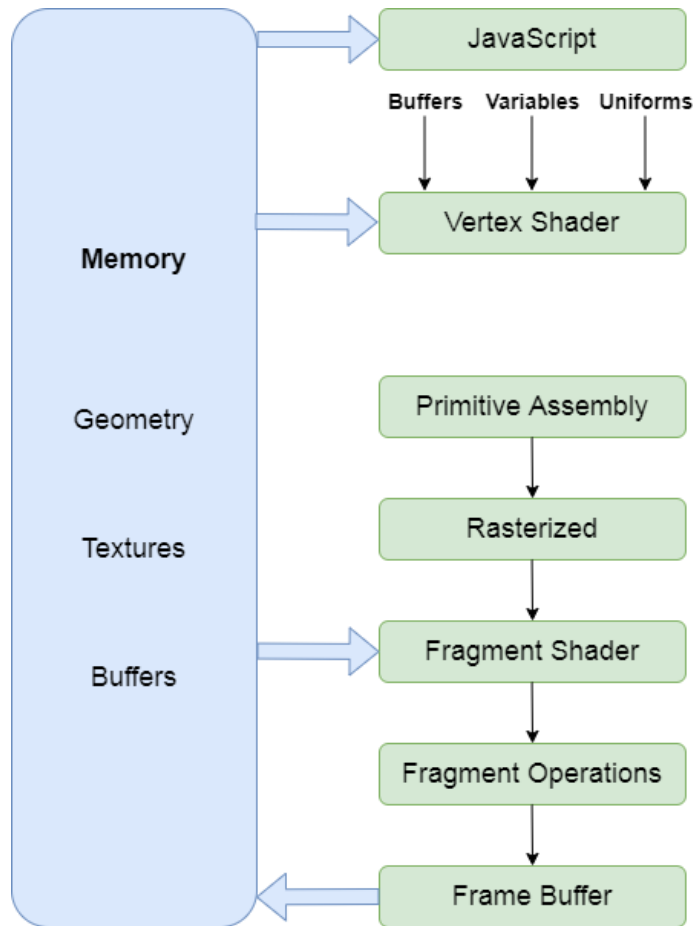 JavaScript
Buffers Variables Uniforms
Vertex Shader
Memory
Geometry
Textures
Buffers
Primitive Assembly
Rasterized
Fragment Shader
Fragment Operations
Frame Buffer